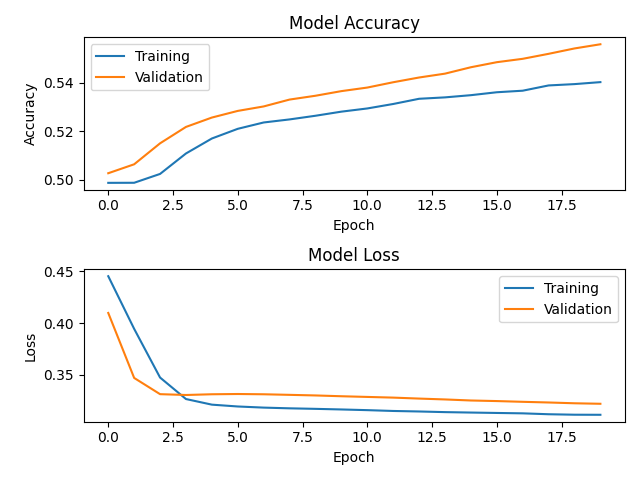 Model Accuracy
Training
Validation
0.54
0.52
0.50
Accuracy
0.0 2.5 5.0 7.5 10.0 12.5 15.0 17.5
Epoch
Model Loss
Training
Validation
0.45
0.40
0.35
Loss
0.0 2.5 5.0 7.5 10.0 12.5 15.0 17.5
Epoch